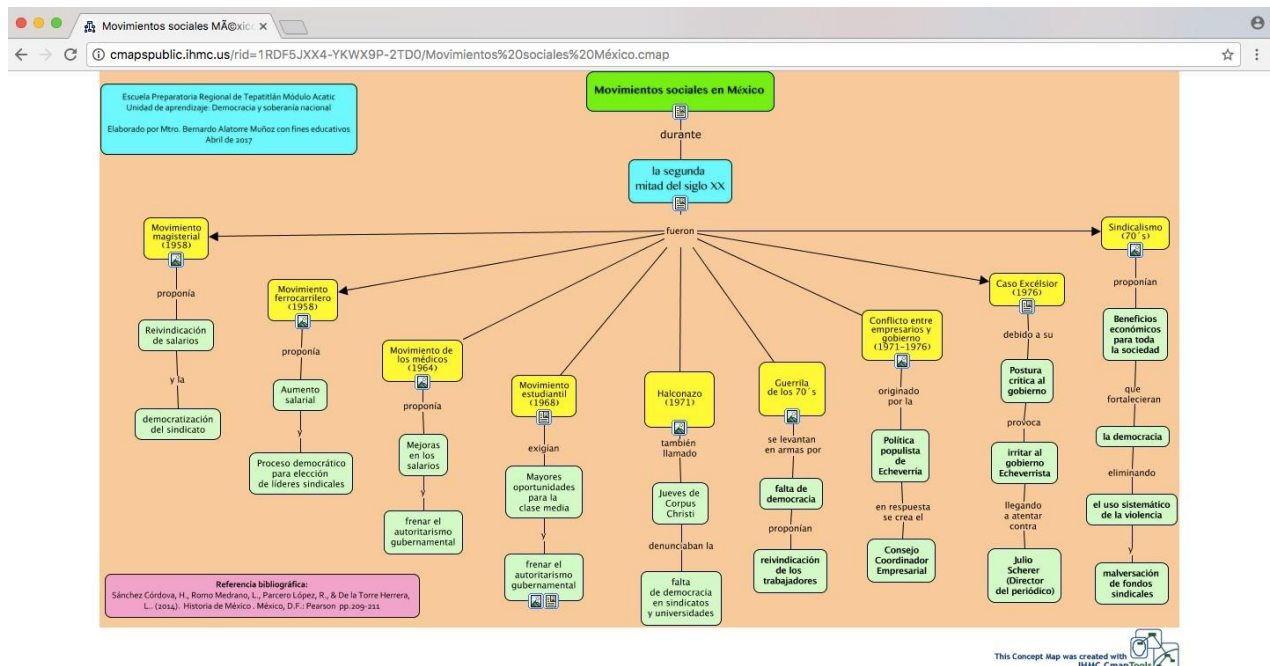 Movimientos sociales MÃ©xic
cmapspublic.ihmc.us/rid=1RDF5JXX4-YKWX9P-2TD0/Movimientos%20sociales%20México.cmap
Escuela Preparatoria Regional de Tepatitlán Módulo Acatic
Unidad de aprendizaje: Democracia y soberanía nacional
Elaborado por Mtro. Bernardo Alatorre Muñoz con fines educativos
Abril de 2017
Movimientos sociales en México
durante
la segunda
mitad del siglo XX
fueron
Movimiento
magisterial
(1958)
proponía
Reivindicación
de salarios
y la
democratización
del sindicato
Movimiento
ferrocarrilero
(1958)
proponía
Aumento
salarial
y
Proceso democrático
para elección
de líderes sindicales
Movimiento de
los médicos
(1964)
proponía
Mejoras
en los
salarios
y
frenar el
autoritarismo
gubernamental
Movimiento
estudiantil
(1968)
exigían
Mayores
oportunidades
para la
clase media
y
frenar el
autoritarismo
gubernamental
Halconazo
(1971)
también
llamado
Jueves de
Corpus
Christi
denunciaban la
falta
de democracia
en sindicatos
y universidades
Guerrila
de los 70´s
se levantan
en armas por
falta de
democracia
proponían
reivindicación
de los
trabajadores
Conflicto entre
empresarios y
gobierno
(1971-1976)
originado
por la
Política
populista
de
Echeverría
en respuesta
se crea el
Consejo
Coordinador
Empresarial
Caso Excélsior
(1976)
debido a su
Postura
crítica al
gobierno
provoca
irritar al
gobierno
Echeverrista
llegando
a atentar
contra
Julio
Scherer
(Director
del periódico)
Sindicalismo
(70´s)
proponían
Beneficios
económicos
para toda
la sociedad
que
fortalecieran
la democracia
eliminando
el uso sistemático
de la violencia
y
malversación
de fondos
sindicales
Referencia bibliográfica:
Sánchez Córdova, H., Romo Medrano, L., Parcero López, R., & De la Torre Herrera,
L.. (2014). Historia de México . México, D.F.: Pearson pp.209-211
This Concept Map was created with
IHMC CmapTools